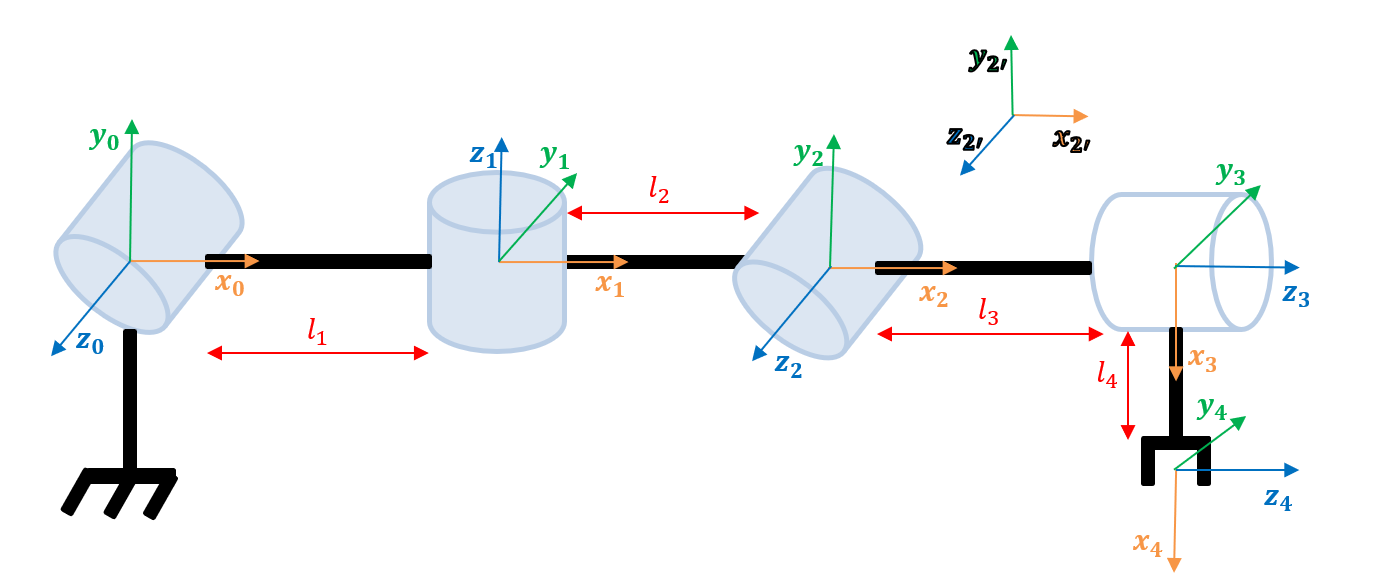 y₂′
z₂′
x₂′
y₀
z₁
y₁
y₂
l₂
y₃
x₀
x₁
x₂
z₃
l₁
z₀
l₃
z₂
l₄
x₃
y₄
z₄
x₄